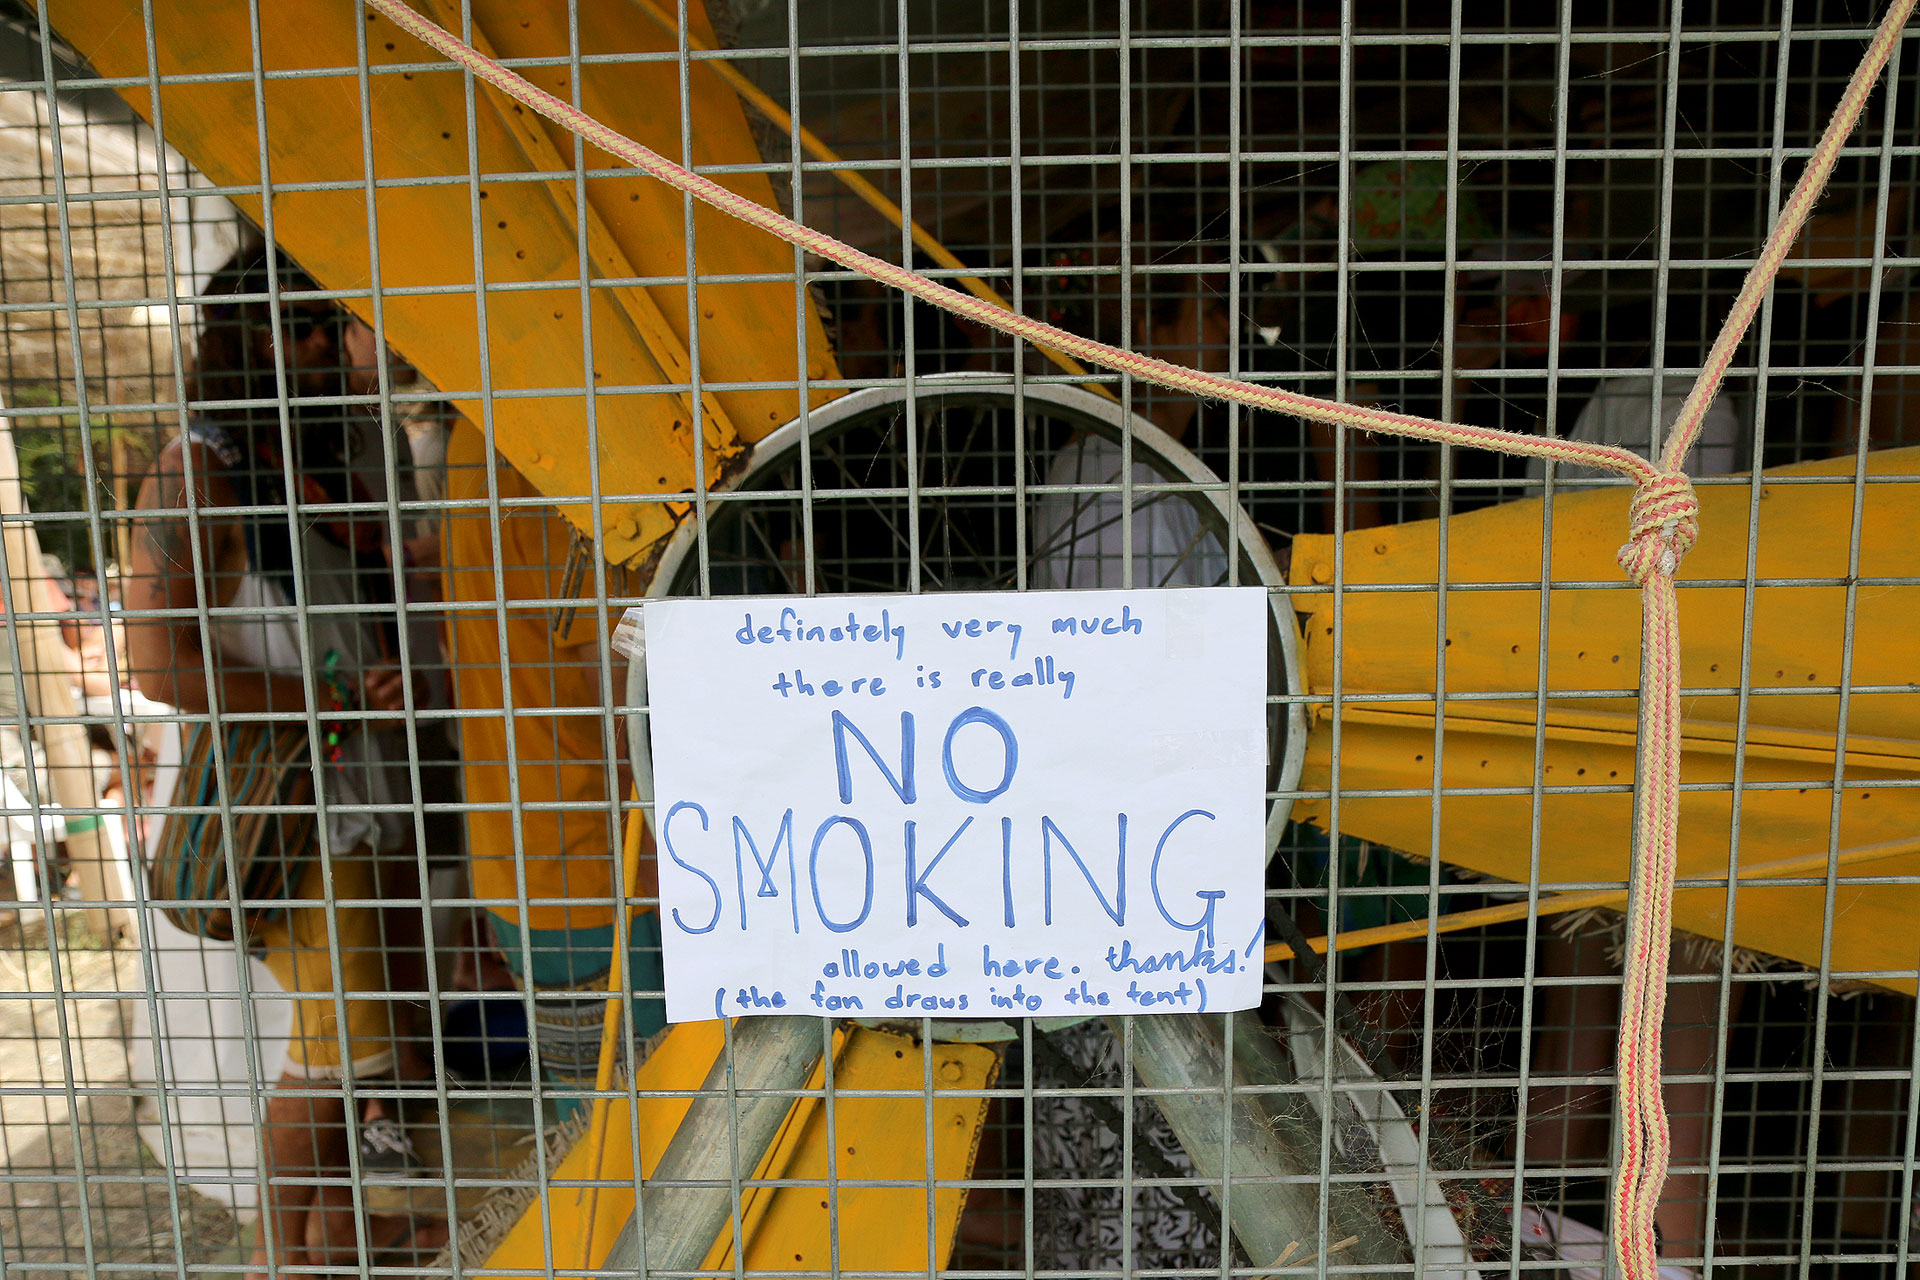 definately very much
there is really
NO
SMOKING
allowed here. thanks!
(the fan draws into the tent)